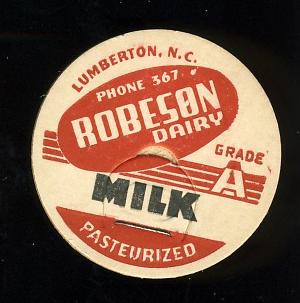 LUMBERTON, N.C.
PHONE 367
ROBESON
DAIRY
GRADE
A
MILK
PASTEURIZED